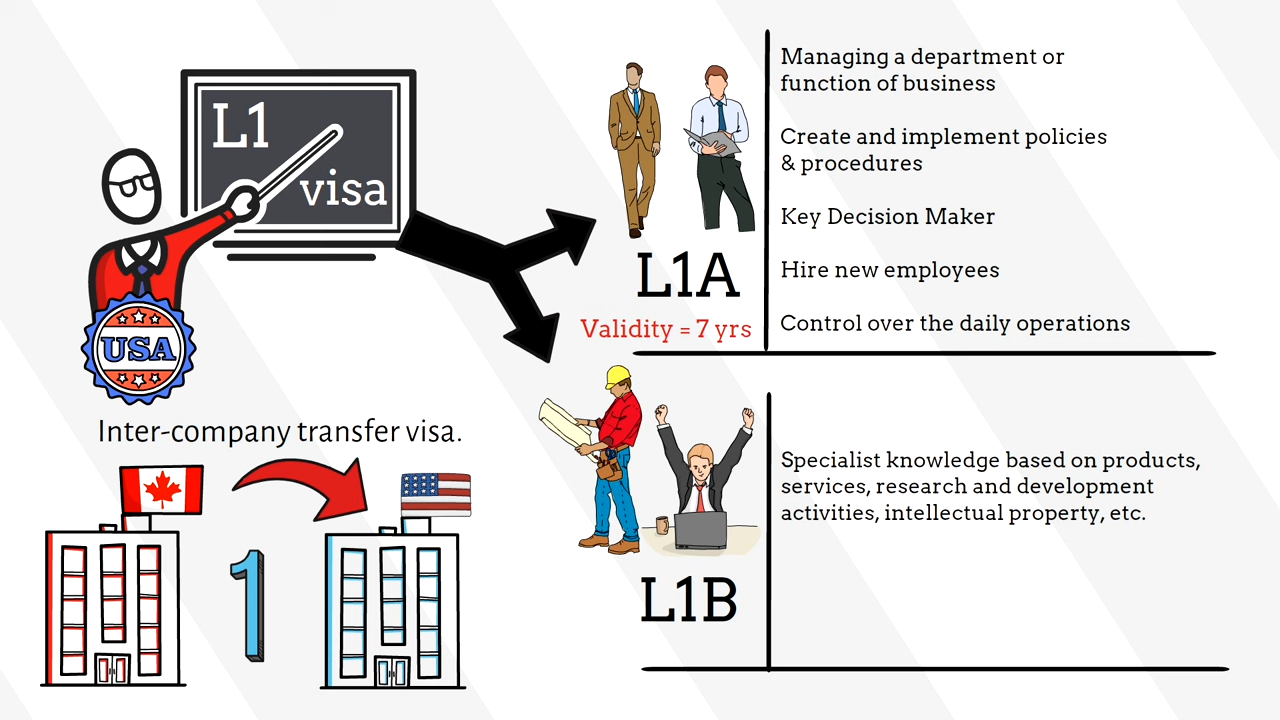 L1
visa
USA
Inter-company transfer visa.
1
L1A
Validity = 7 yrs
Managing a department or
function of business
Create and implement policies
& procedures
Key Decision Maker
Hire new employees
Control over the daily operations
L1B
Specialist knowledge based on products,
services, research and development
activities, intellectual property, etc.